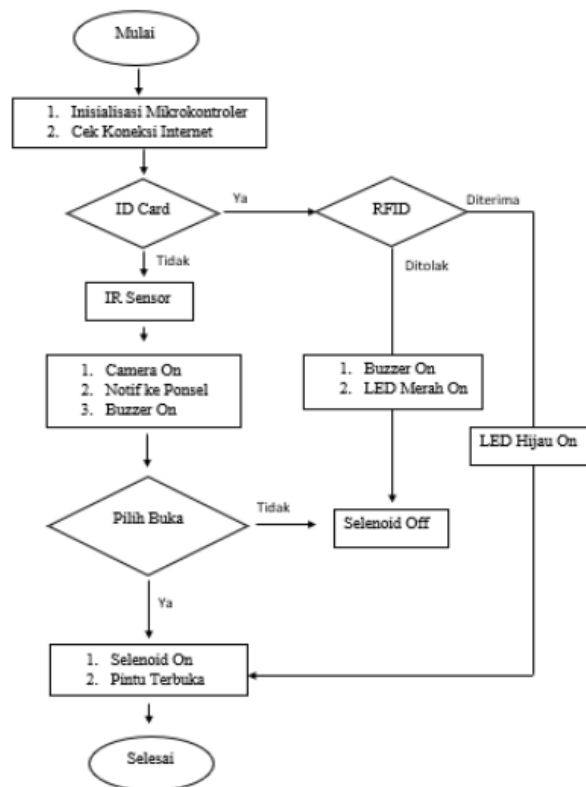 Mulai
1. Inisialisasi Mikrokontroler
2. Cek Koneksi Internet
ID Card
Ya
RFID
Diterima
Tidak
Ditolak
IR Sensor
1. Camera On
2. Notif ke Ponsel
3. Buzzer On
1. Buzzer On
2. LED Merah On
LED Hijau On
Pilih Buka
Tidak
Selenoid Off
Ya
1. Selenoid On
2. Pintu Terbuka
Selesai